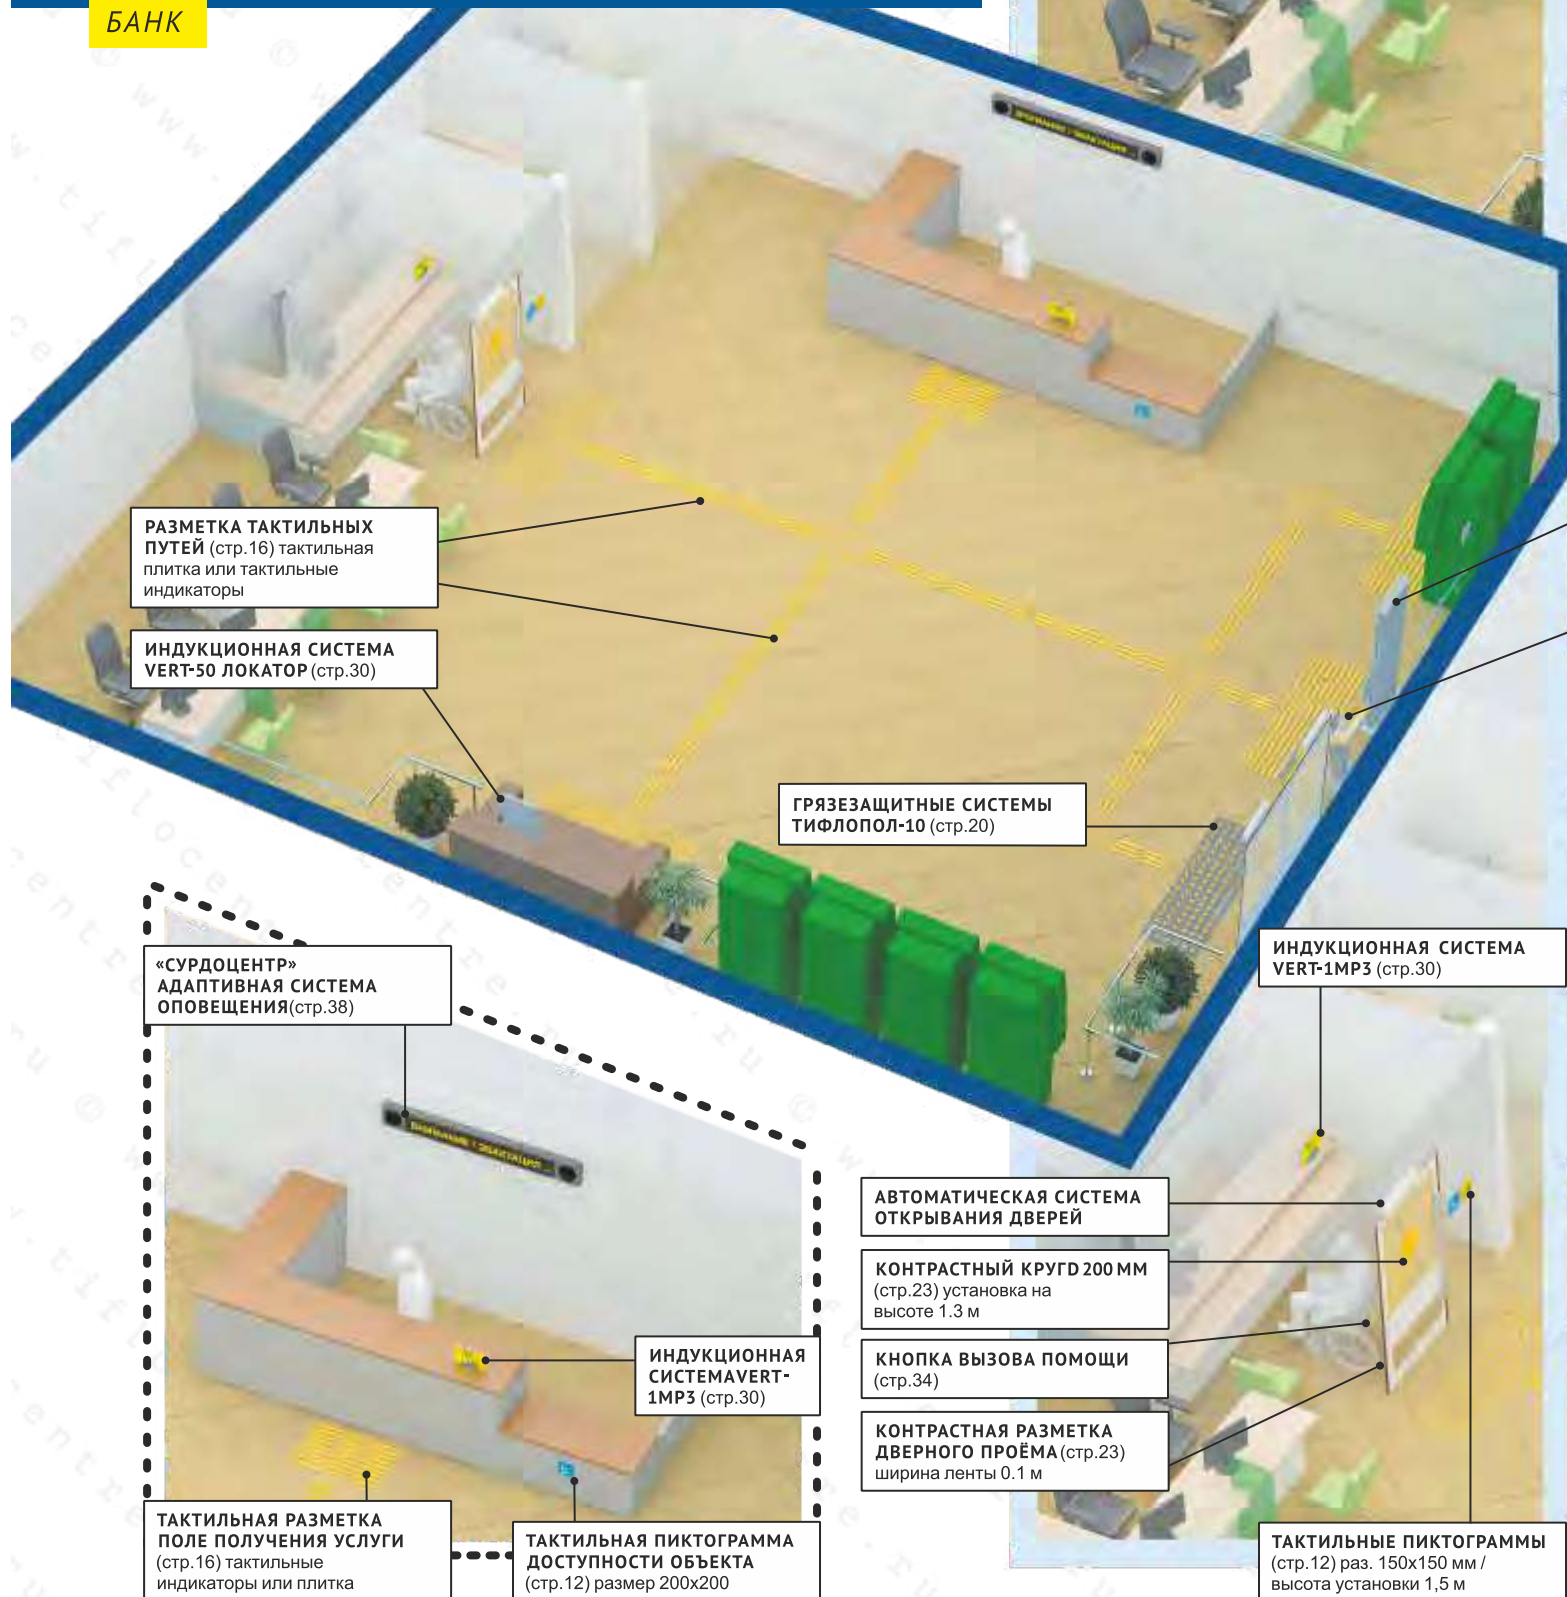 БАНК
ВНИМАНИЕ ! ЭВАКУАЦИЯ
РАЗМЕТКА ТАКТИЛЬНЫХ
ПУТЕЙ (стр.16) тактильная
плитка или тактильные
индикаторы
ИНДУКЦИОННАЯ СИСТЕМА
VERT-50 ЛОКАТОР (стр.30)
ГРЯЗЕЗАЩИТНЫЕ СИСТЕМЫ
ТИФЛОПОЛ-10 (стр.20)
«СУРДОЦЕНТР»
АДАПТИВНАЯ СИСТЕМА
ОПОВЕЩЕНИЯ(стр.38)
ВНИМАНИЕ ! ЭВАКУАЦИЯ
ИНДУКЦИОННАЯ
СИСТЕМАVERT-
1MP3 (стр.30)
ТАКТИЛЬНАЯ РАЗМЕТКА
ПОЛЕ ПОЛУЧЕНИЯ УСЛУГИ
(стр.16) тактильные
индикаторы или плитка
ТАКТИЛЬНАЯ ПИКТОГРАММА
ДОСТУПНОСТИ ОБЪЕКТА
(стр.12) размер 200х200
ИНДУКЦИОННАЯ СИСТЕМА
VERT-1MP3 (стр.30)
АВТОМАТИЧЕСКАЯ СИСТЕМА
ОТКРЫВАНИЯ ДВЕРЕЙ
КОНТРАСТНЫЙ КРУГD 200 ММ
(стр.23) установка на
высоте 1.3 м
КНОПКА ВЫЗОВА ПОМОЩИ
(стр.34)
КОНТРАСТНАЯ РАЗМЕТКА
ДВЕРНОГО ПРОЁМА (стр.23)
ширина ленты 0.1 м
ТАКТИЛЬНЫЕ ПИКТОГРАММЫ
(стр.12) раз. 150х150 мм /
высота установки 1,5 м